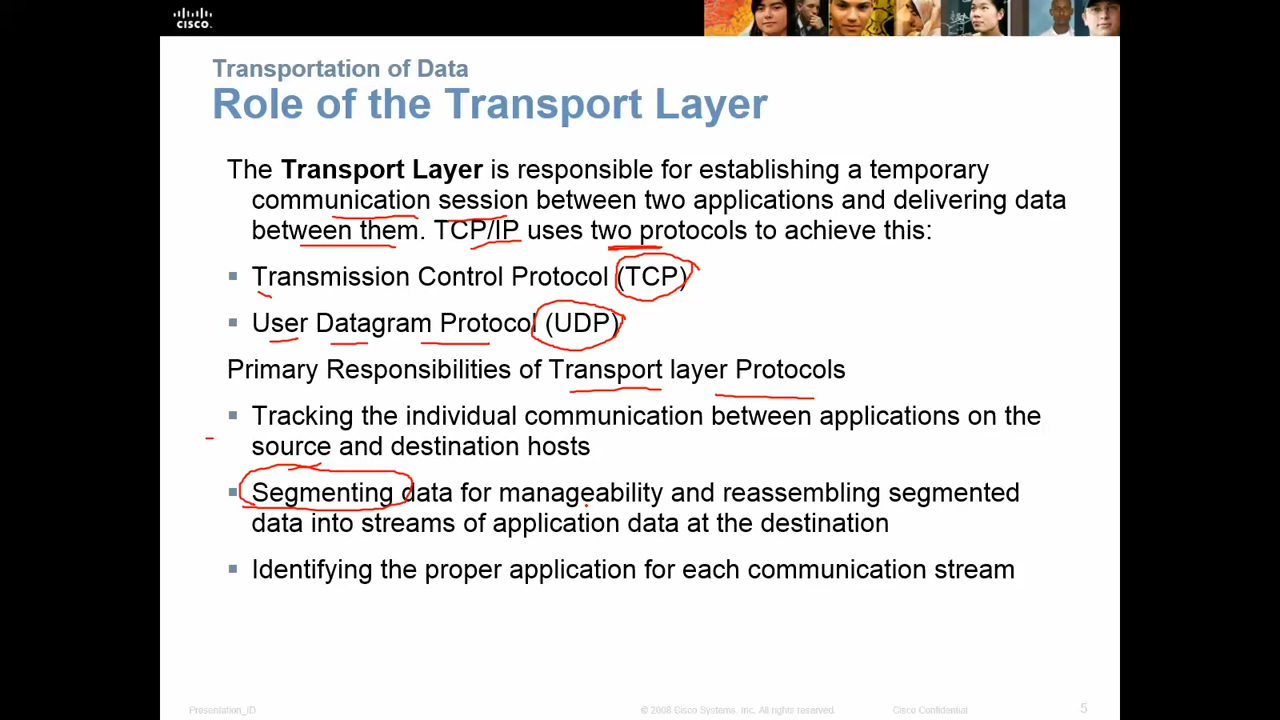 CISCO
Transportation of Data
Role of the Transport Layer
The Transport Layer is responsible for establishing a temporary
communication session between two applications and delivering data
between them. TCP/IP uses two protocols to achieve this:
Transmission Control Protocol (TCP)
User Datagram Protocol (UDP)
Primary Responsibilities of Transport layer Protocols
Tracking the individual communication between applications on the
source and destination hosts
Segmenting data for manageability and reassembling segmented
data into streams of application data at the destination
Identifying the proper application for each communication stream
Presentation_ID
© 2008 Cisco Systems, Inc. All rights reserved.
Cisco Confidential
5